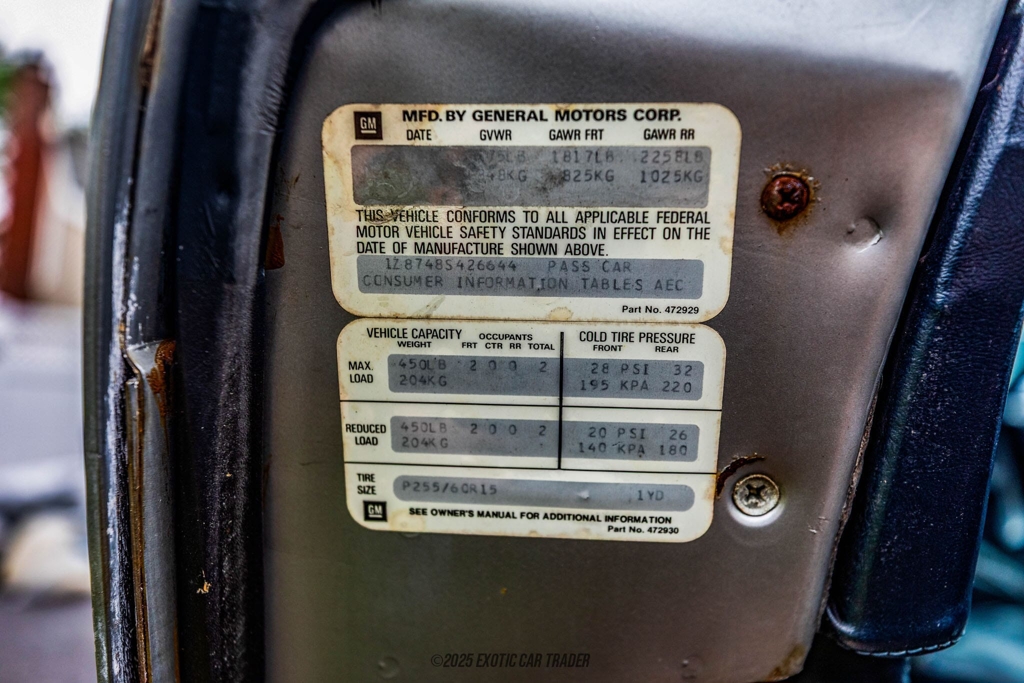 GM
MFD. BY GENERAL MOTORS CORP.
DATE GVWR GAWR FRT GAWR RR
1817LB 2258LB
825KG 1025KG
THIS VEHICLE CONFORMS TO ALL APPLICABLE FEDERAL
MOTOR VEHICLE SAFETY STANDARDS IN EFFECT ON THE
DATE OF MANUFACTURE SHOWN ABOVE.
1Z8748S426644 PASS CAR
CONSUMER INFORMATION TABLES AEC
Part No. 472929
VEHICLE CAPACITY OCCUPANTS COLD TIRE PRESSURE
WEIGHT FRT CTR RR TOTAL FRONT REAR
MAX. LOAD 450LB 2 0 0 2 28 PSI 32
204KG 195 KPA 220
REDUCED LOAD 450LB 2 0 0 2 20 PSI 26
204KG 140 KPA 180
TIRE SIZE P255/60R15 1YD
GM
SEE OWNER'S MANUAL FOR ADDITIONAL INFORMATION
Part No. 472930
©2025 EXOTIC CAR TRADER